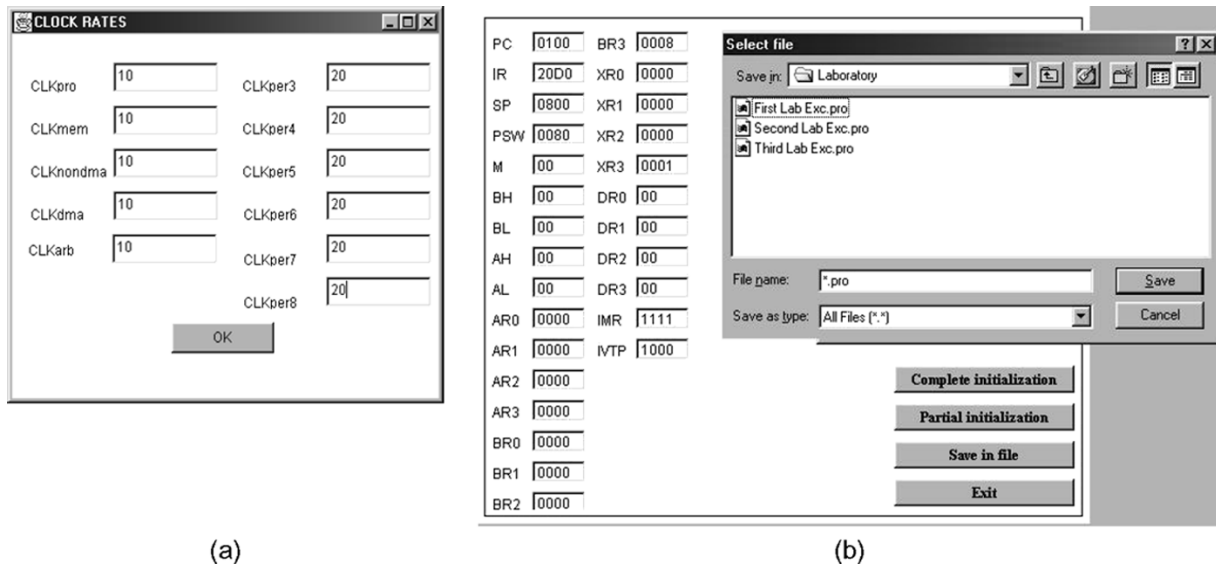 CLOCK RATES
CLKpro 10 CLKper3 20
CLKmem 10 CLKper4 20
CLKnondma 10 CLKper5 20
CLKdma 10 CLKper6 20
CLKarb 10 CLKper7 20
CLKper8 20
OK
(a)
PC 0100 BR3 0008
IR 20D0 XR0 0000
SP 0800 XR1 0000
PSW 0080 XR2 0000
M 00 XR3 0001
BH 00 DR0 00
BL 00 DR1 00
AH 00 DR2 00
AL 00 DR3 00
AR0 0000 IMR 1111
AR1 0000 IVTP 1000
AR2 0000
AR3 0000
BR0 0000
BR1 0000
BR2 0000
Select file
Save in: Laboratory
First Lab Exc.pro
Second Lab Exc.pro
Third Lab Exc.pro
File name: *.pro Save
Save as type: All Files (*.*) Cancel
Complete initialization
Partial initialization
Save in file
Exit
(b)